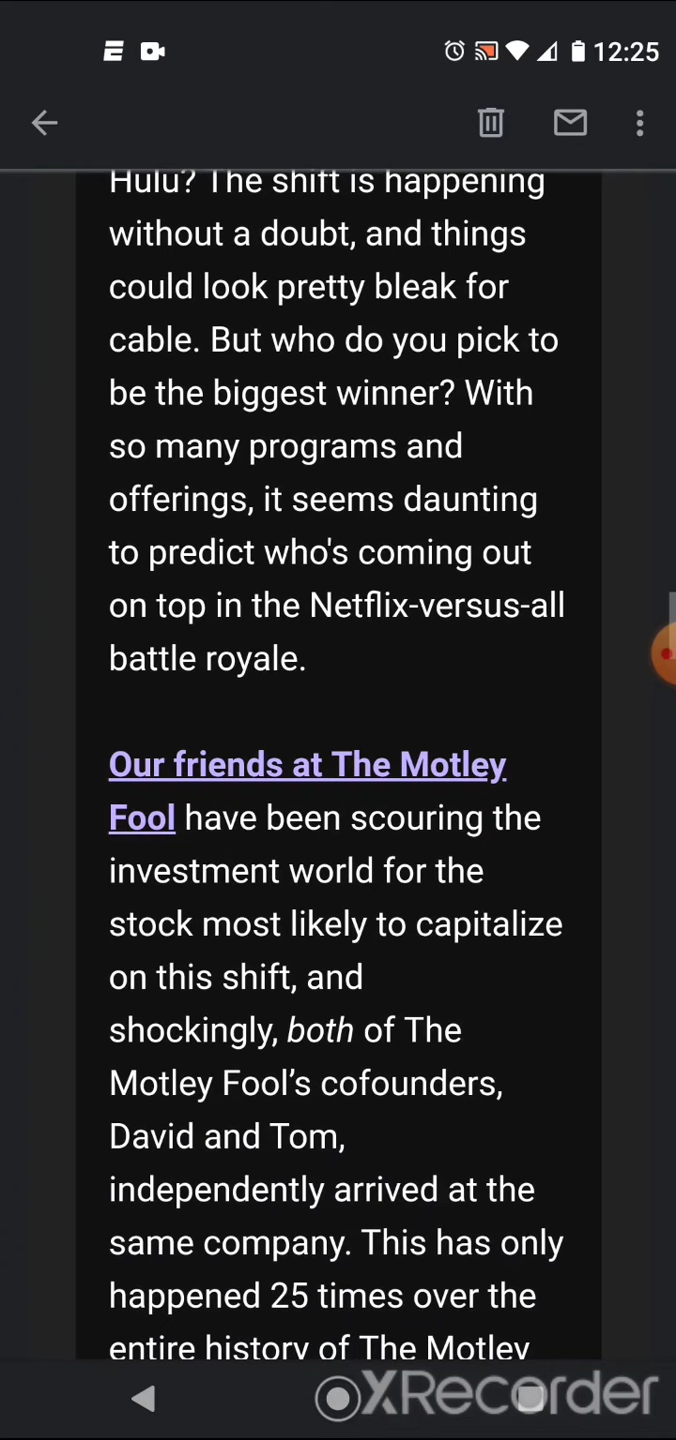 12:25
Hulu? The shift is happening
without a doubt, and things
could look pretty bleak for
cable. But who do you pick to
be the biggest winner? With
so many programs and
offerings, it seems daunting
to predict who's coming out
on top in the Netflix-versus-all
battle royale.
Our friends at The Motley
Fool have been scouring the
investment world for the
stock most likely to capitalize
on this shift, and
shockingly, both of The
Motley Fool’s cofounders,
David and Tom,
independently arrived at the
same company. This has only
happened 25 times over the
entire history of The Motley
XRecorder